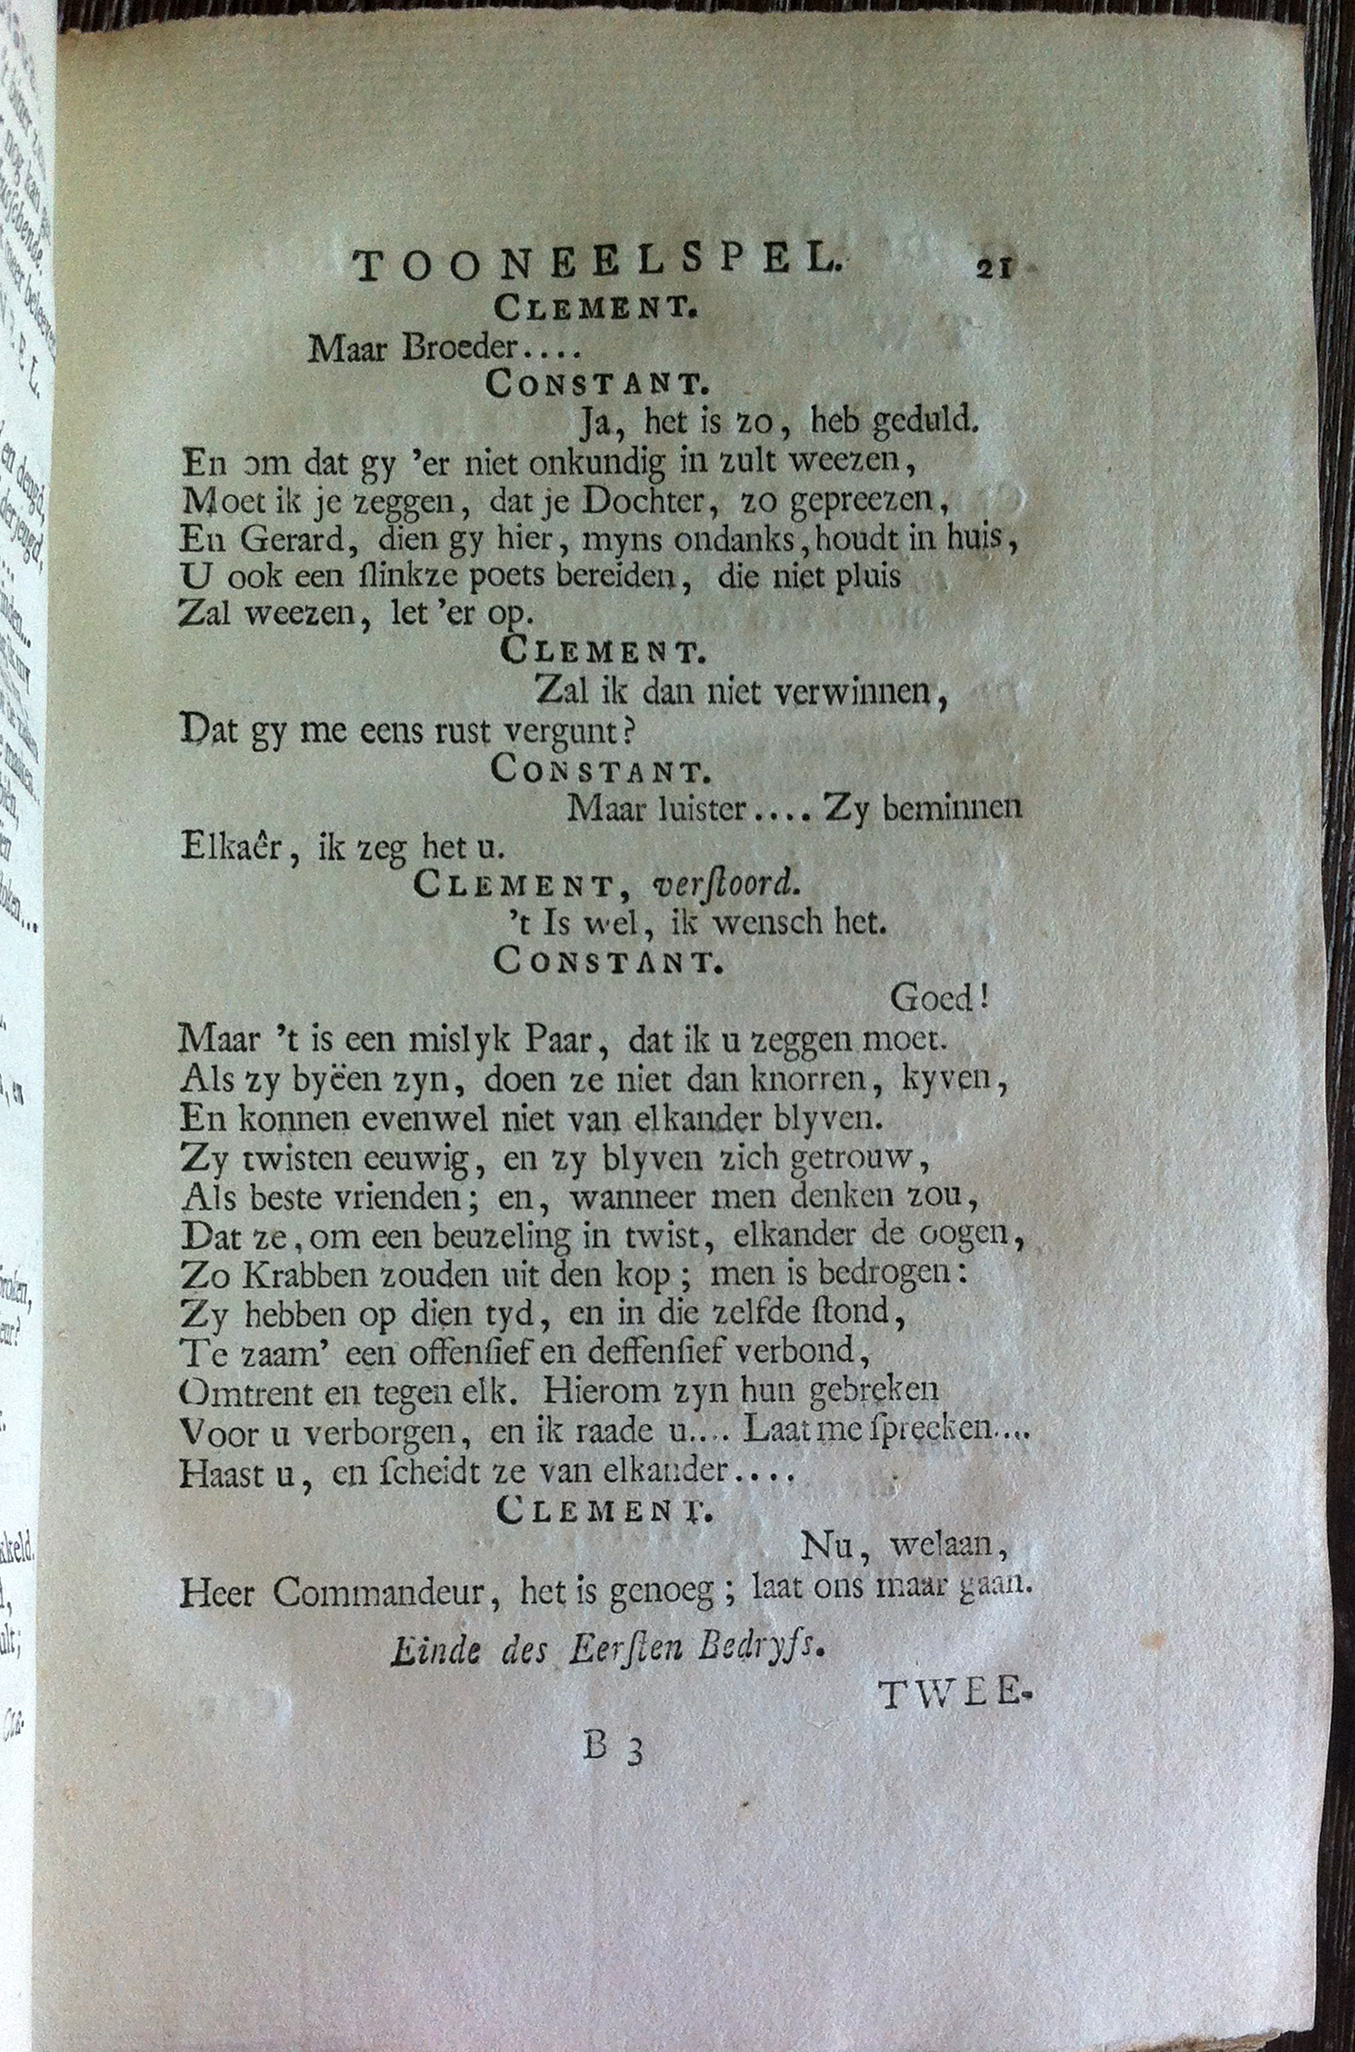 TOONEELSPEL. 21
CLEMENT.
Maar Broeder....
CONSTANT.
Ja, het is zo, heb geduld.
En om dat gy 'er niet onkundig in zult weezen,
Moet ik je zeggen, dat je Dochter, zo gepreezen,
En Gerard, dien gy hier, myns ondanks, houdt in huis,
U ook een ſlinkze poets bereiden, die niet pluis
Zal weezen, let 'er op.
CLEMENT.
Zal ik dan niet verwinnen,
Dat gy me eens rust vergunt?
CONSTANT.
Maar luister.... Zy beminnen
Elkaêr, ik zeg het u.
CLEMENT, verſtoord.
't Is wel, ik wensch het.
CONSTANT.
Goed!
Maar 't is een mislyk Paar, dat ik u zeggen moet.
Als zy byëen zyn, doen ze niet dan knorren, kyven,
En konnen evenwel niet van elkander blyven.
Zy twisten eeuwig, en zy blyven zich getrouw,
Als beste vrienden; en, wanneer men denken zou,
Dat ze, om een beuzeling in twist, elkander de oogen,
Zo Krabben zouden uit den kop; men is bedrogen:
Zy hebben op dien tyd, en in die zelfde ſtond,
Te zaam' een offenſief en deffenſief verbond,
Omtrent en tegen elk. Hierom zyn hun gebreken
Voor u verborgen, en ik raade u.... Laat me ſpreeken....
Haast u, en ſcheidt ze van elkander....
CLEMENT.
Nu, welaan,
Heer Commandeur, het is genoeg; laat ons maar gaan.
Einde des Eerſten Bedryfs.
TWEE-
B 3